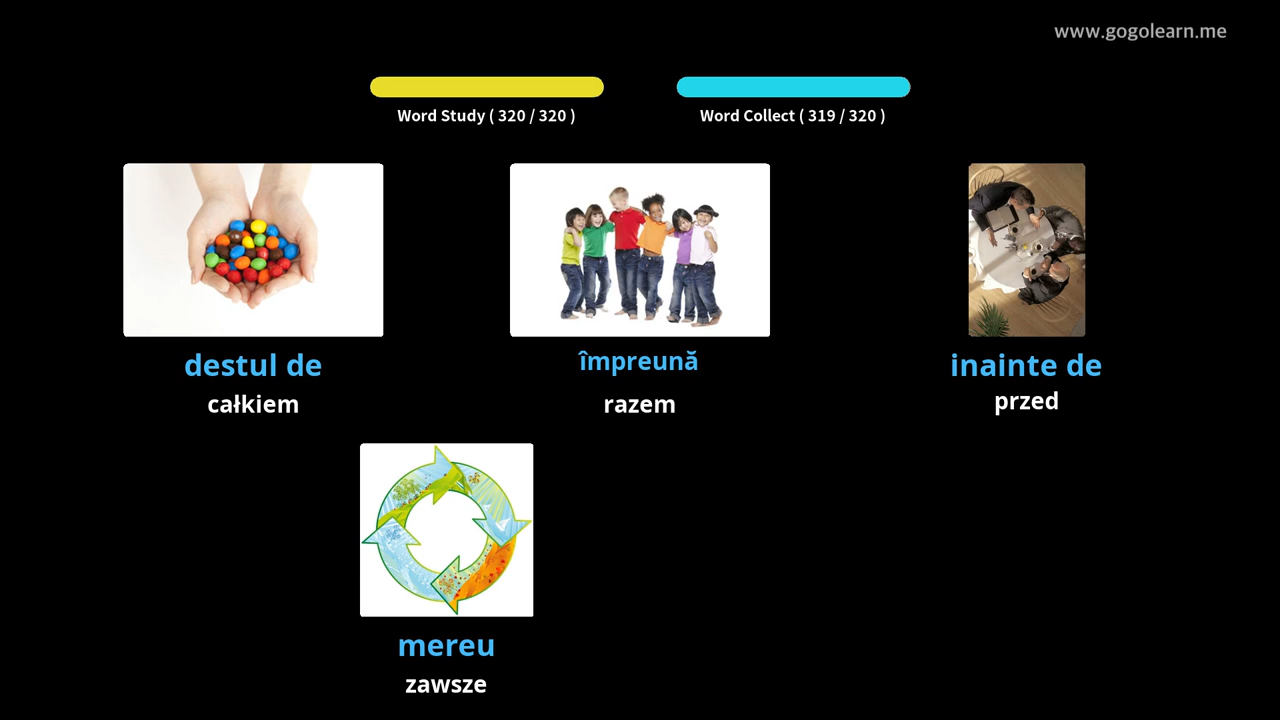 www.gogolearn.me
Word Study ( 320 / 320 )
Word Collect ( 319 / 320 )
destul de
całkiem
împreună
razem
inainte de
przed
mereu
zawsze